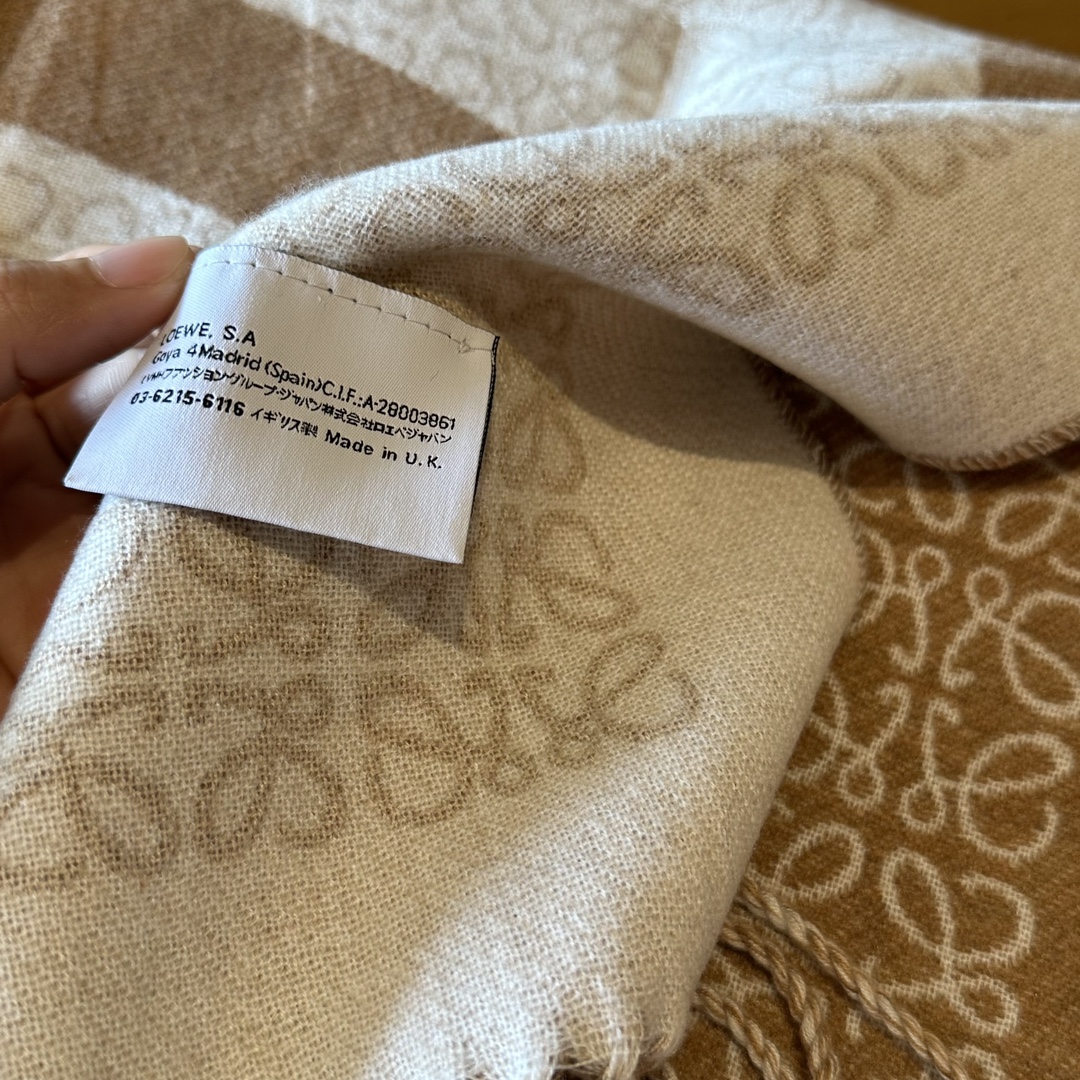 LOEWE, S.A
Goya 4 Madrid (Spain) C.I.F.: A-28003861
LVMHファッション・グループ・ジャパン株式会社ロエベジャパン
03-6215-6116 イギリス製 Made in U.K.